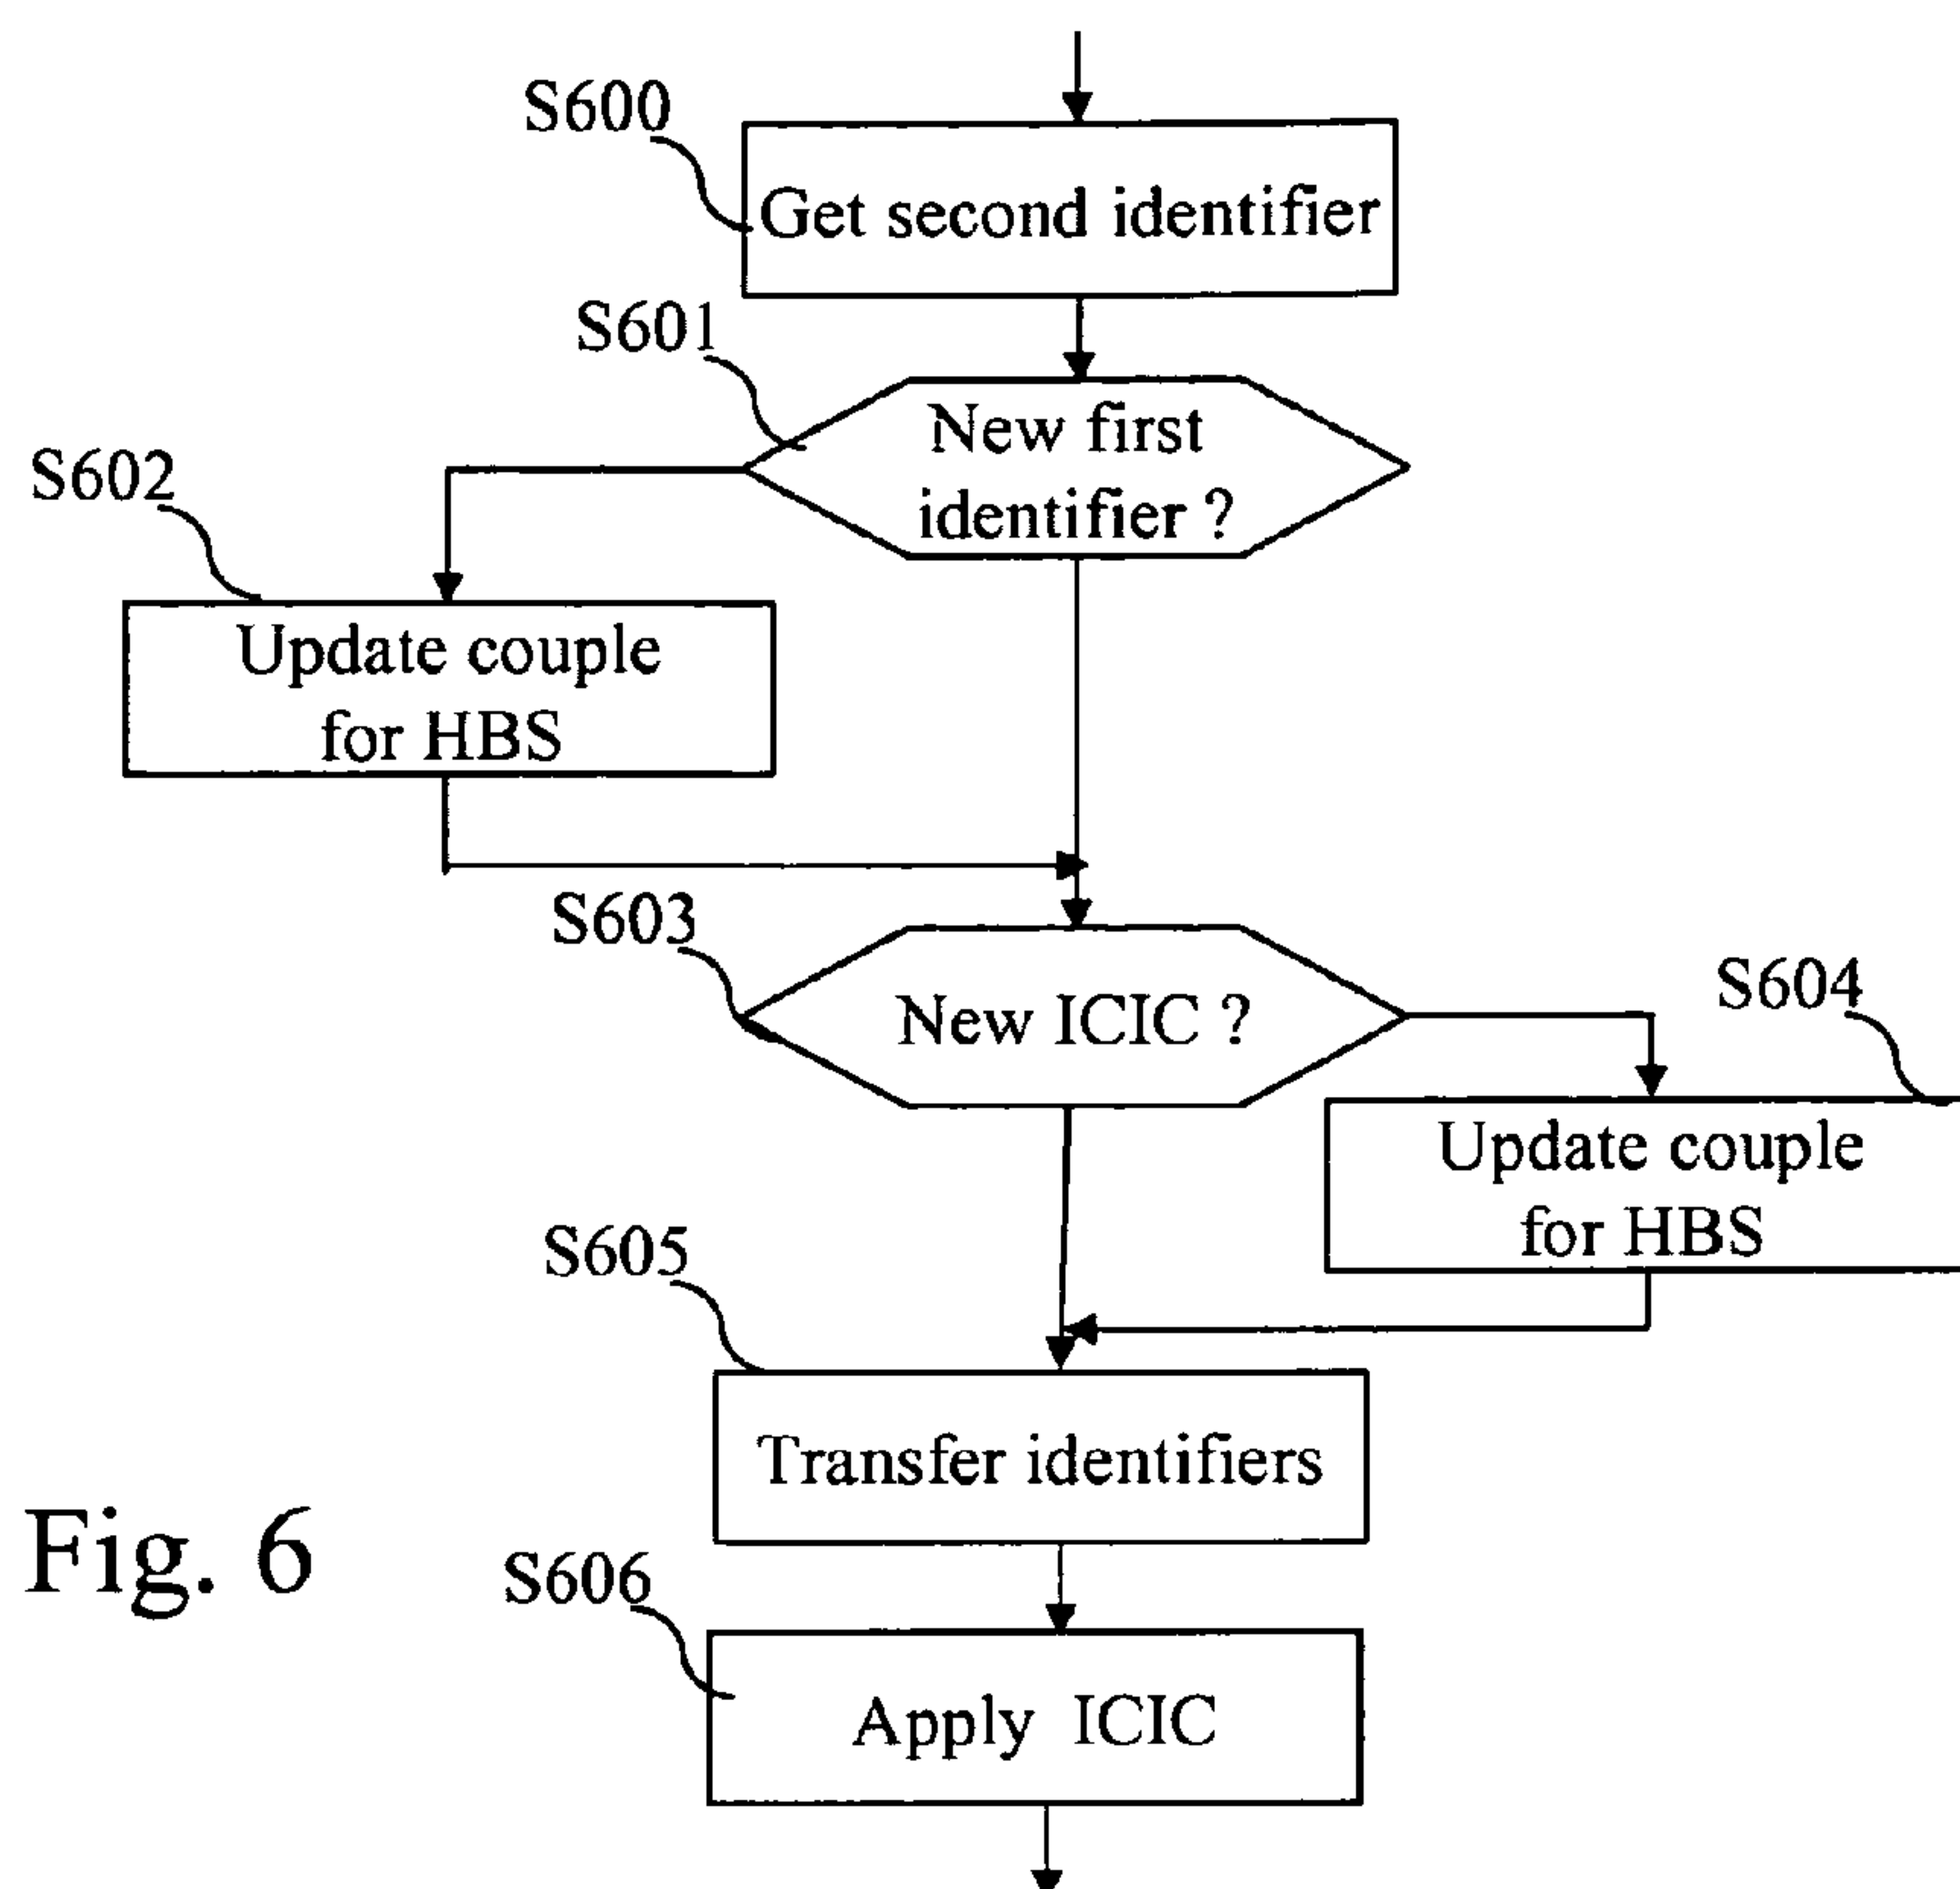 S600
Get second identifier
S601
New first
identifier ?
S602
Update couple
for HBS
S603
New ICIC ?
S604
Update couple
for HBS
S605
Transfer identifiers
Fig. 6
S606
Apply ICIC